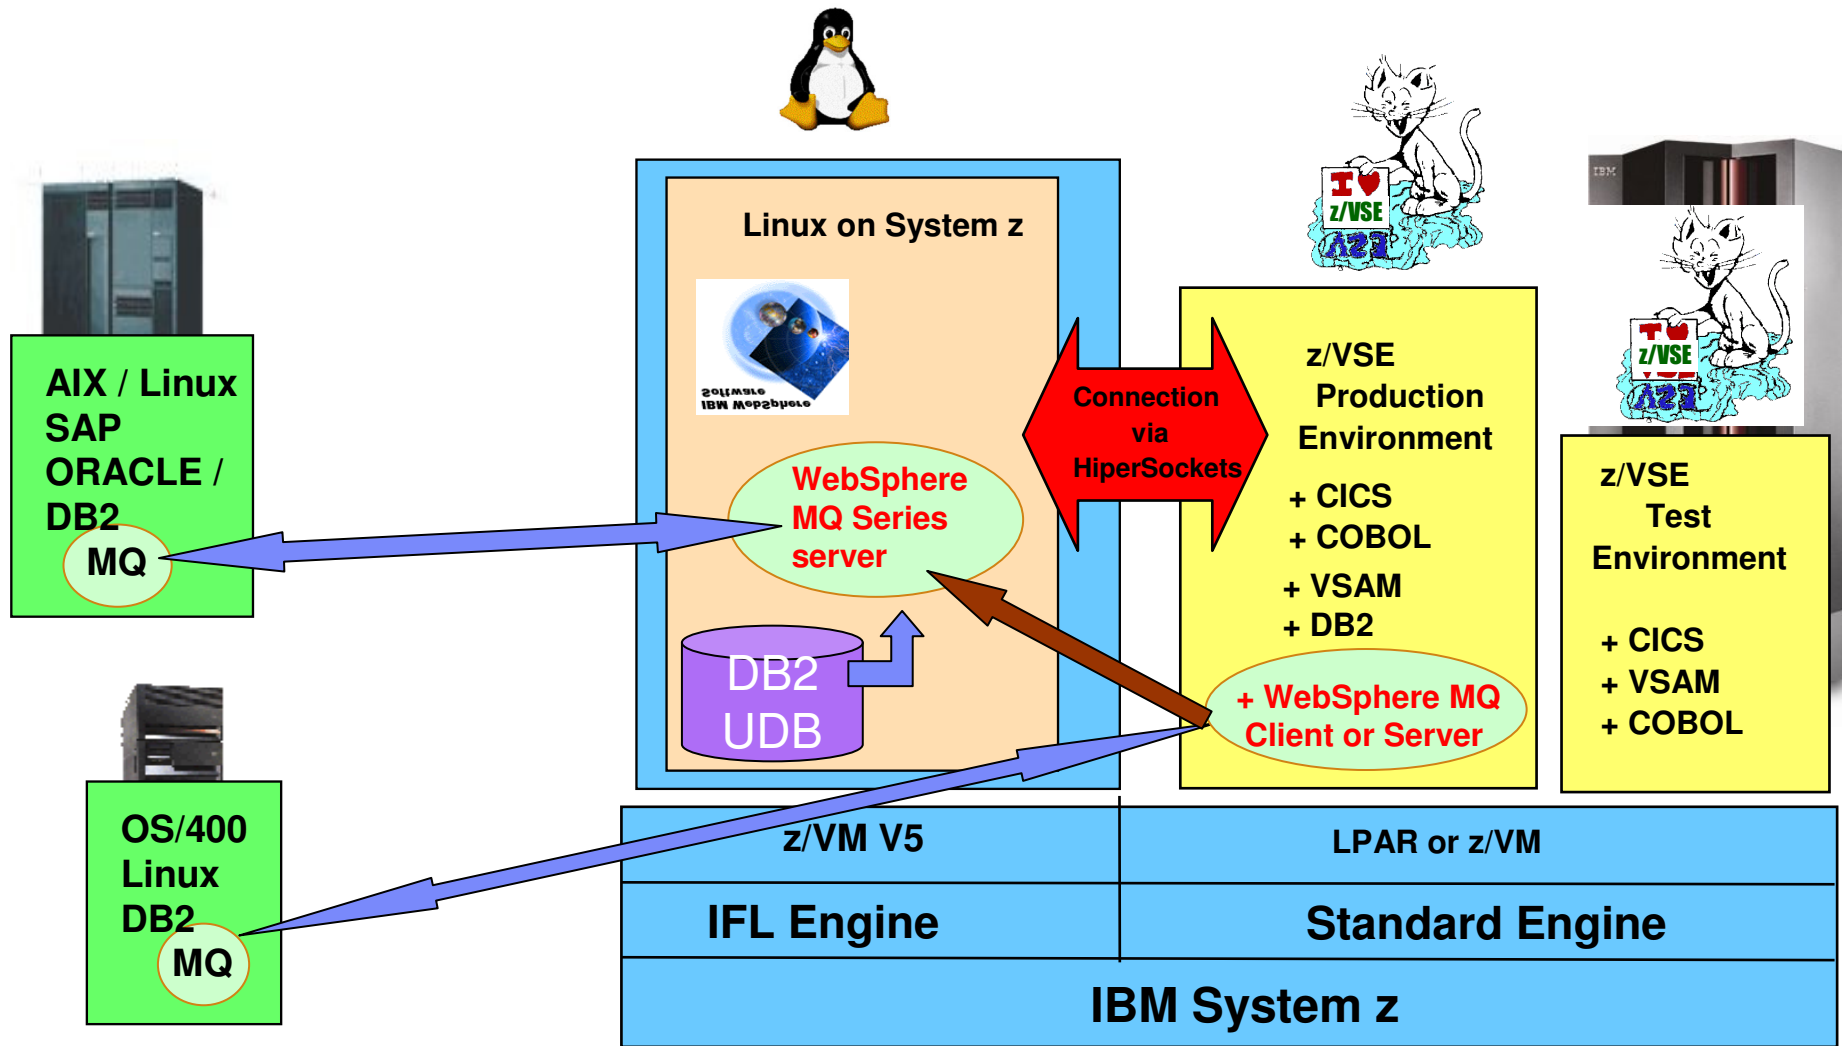 IBM
I ♥
z/VSE
Linux on System z
IBM WebSphere
Software
I ♥
z/VSE
AIX / Linux
SAP
ORACLE /
DB2
MQ
WebSphere
MQ Series
server
DB2
UDB
Connection
via
HiperSockets
z/VSE
Production
Environment
+ CICS
+ COBOL
+ VSAM
+ DB2
+ WebSphere MQ
Client or Server
z/VSE
Test
Environment
+ CICS
+ VSAM
+ COBOL
OS/400
Linux
DB2
MQ
z/VM V5
LPAR or z/VM
IFL Engine
Standard Engine
IBM System z